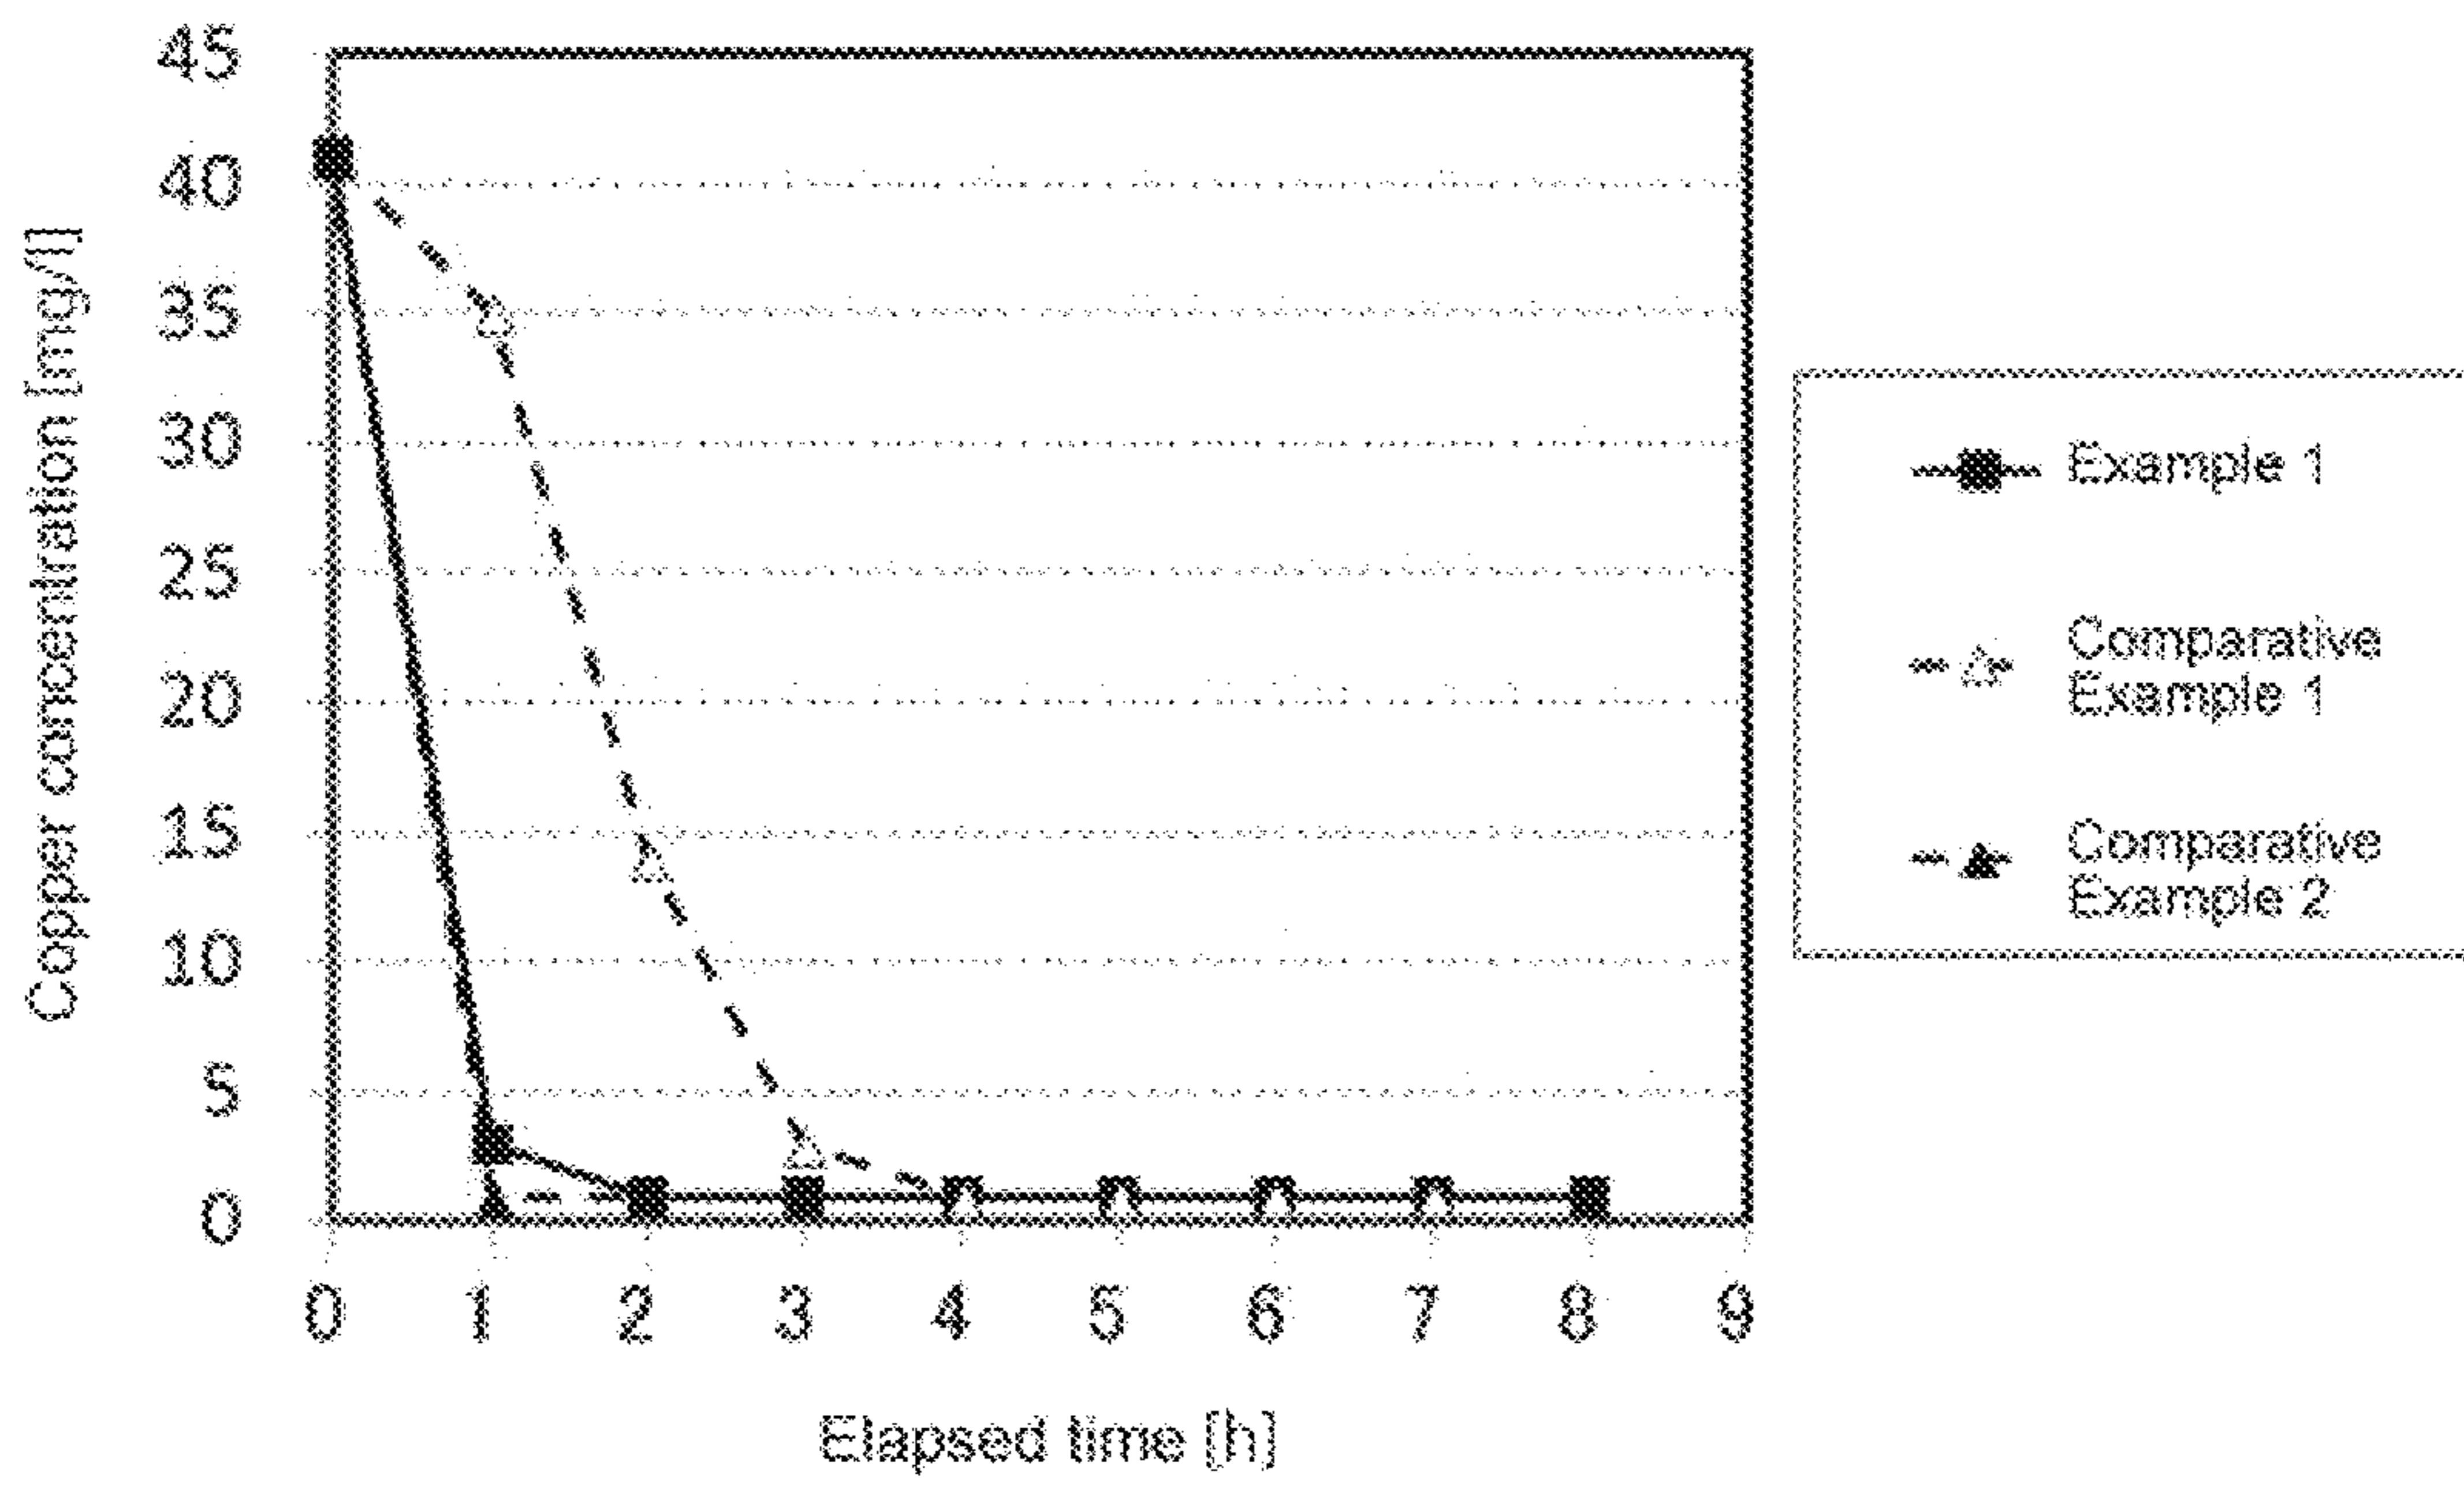 45
40
35
30
25
20
15
10
5
0
Copper concentration [mg/l]
0 1 2 3 4 5 6 7 8 9
Elapsed time [h]
Example 1
Comparative
Example 1
Comparative
Example 2